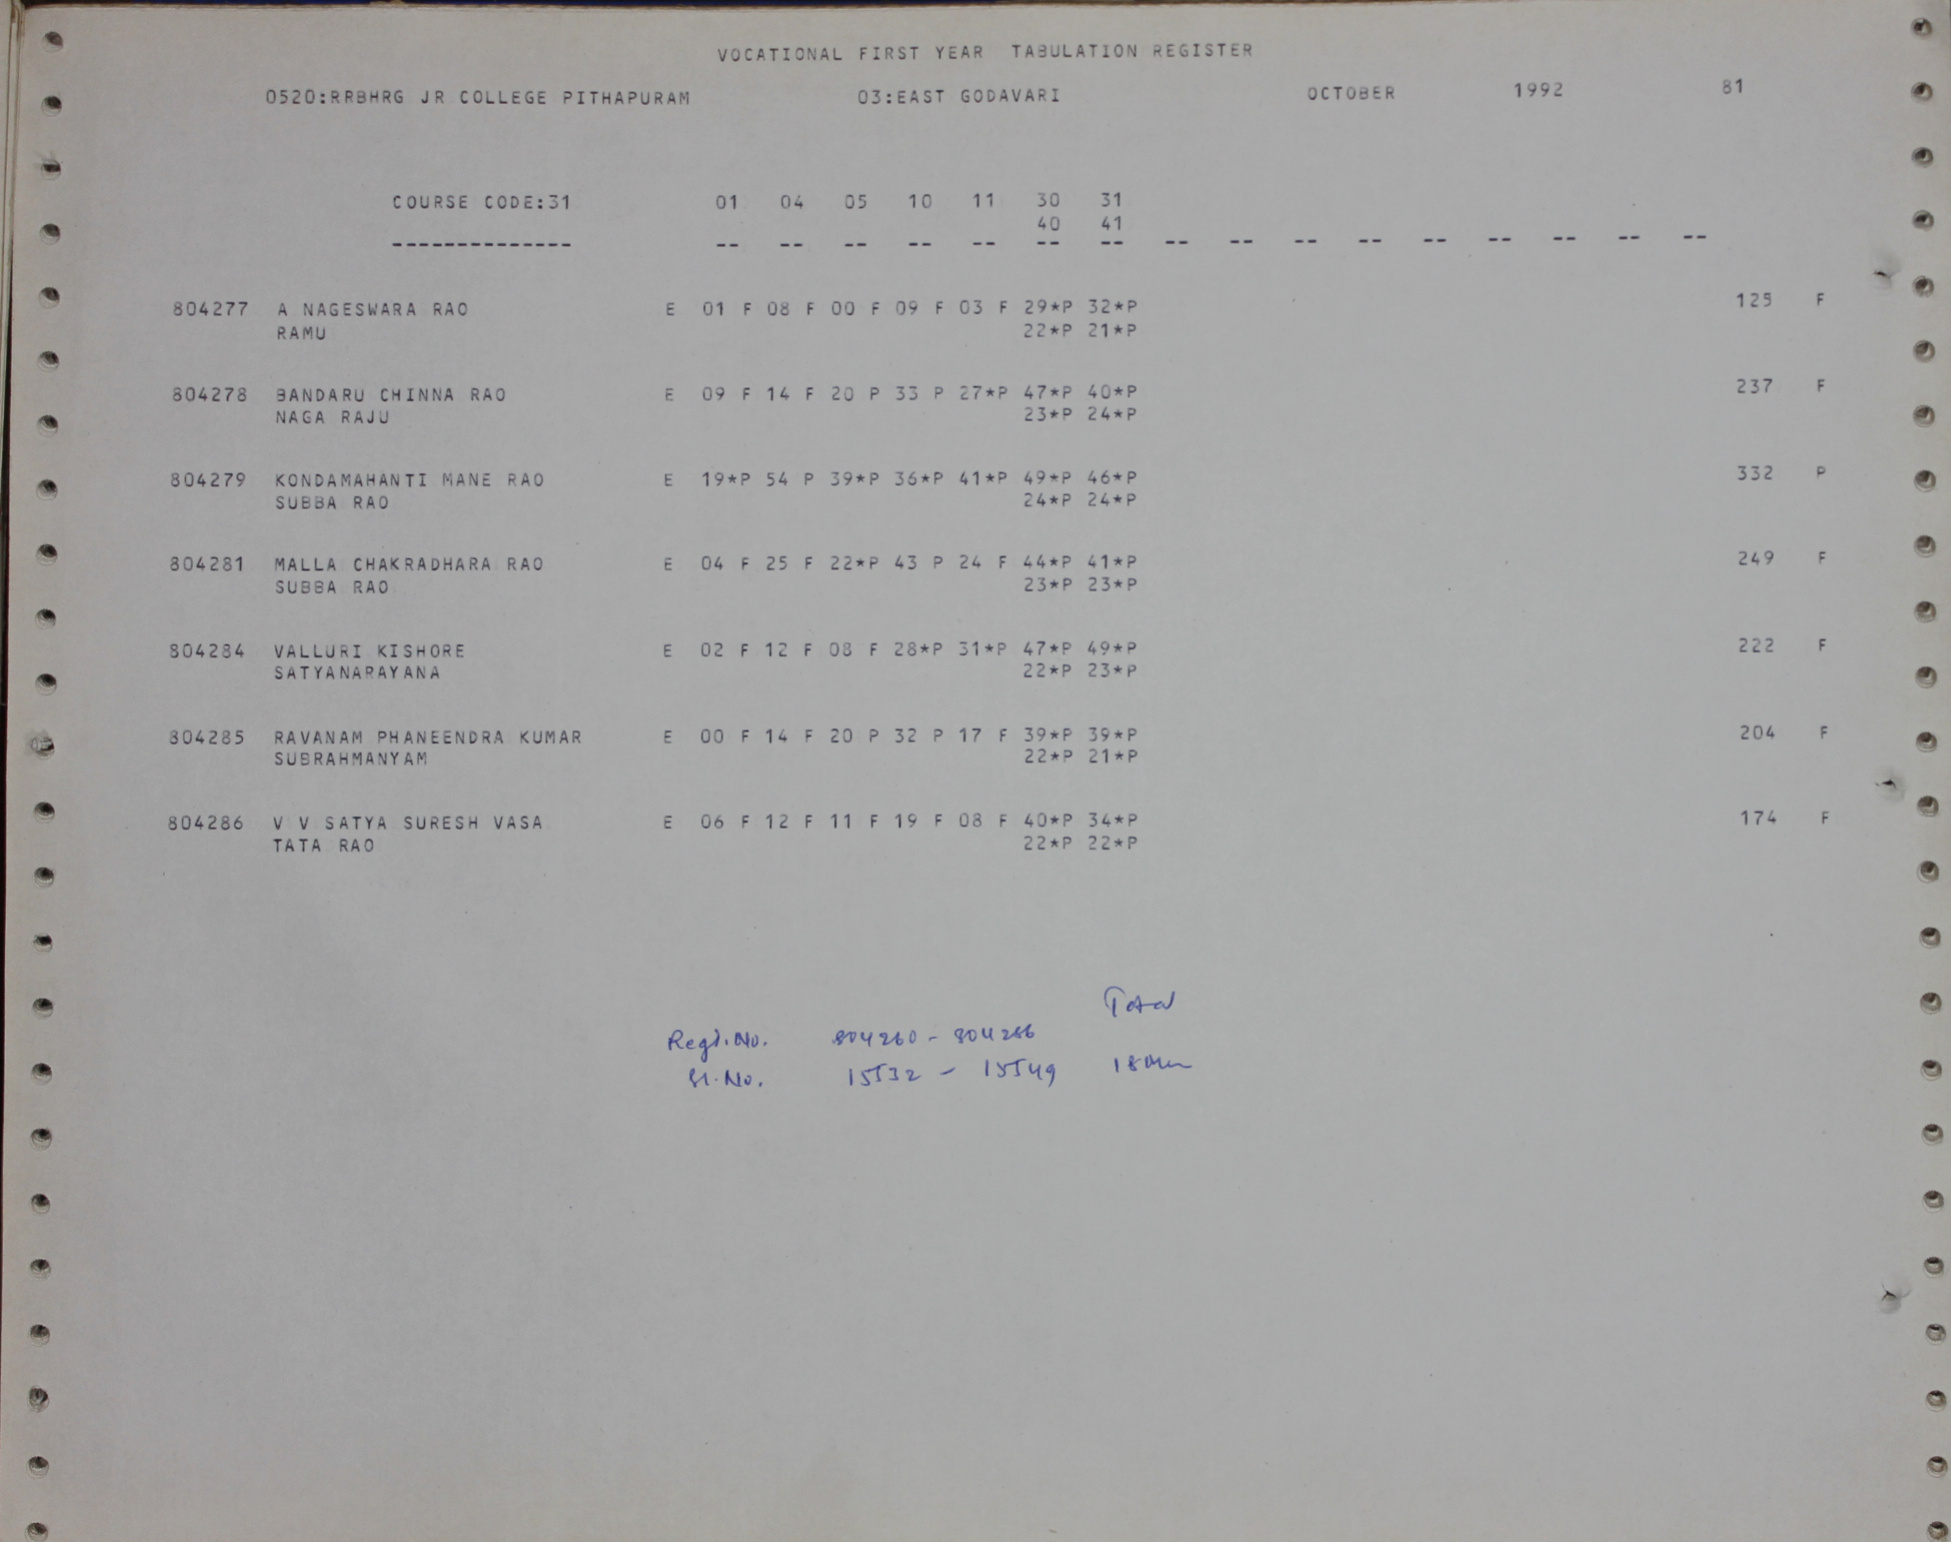 VOCATIONAL FIRST YEAR TABULATION REGISTER
0520:RRBHRG JR COLLEGE PITHAPURAM 03:EAST GODAVARI OCTOBER 1992 81
COURSE CODE:31 01 04 05 10 11 30 31
40 41
-------------- -- -- -- -- -- -- -- -- -- -- -- -- -- -- -- --
804277 A NAGESWARA RAO E 01 F 08 F 00 F 09 F 03 F 29*P 32*P 125 F
RAMU 22*P 21*P
804278 BANDARU CHINNA RAO E 09 F 14 F 20 P 33 P 27*P 47*P 40*P 237 F
NAGA RAJU 23*P 24*P
804279 KONDAMAHANTI MANE RAO E 19*P 54 P 39*P 36*P 41*P 49*P 46*P 332 P
SUBBA RAO 24*P 24*P
804281 MALLA CHAKRADHARA RAO E 04 F 25 F 22*P 43 P 24 F 44*P 41*P 249 F
SUBBA RAO 23*P 23*P
804284 VALLURI KISHORE E 02 F 12 F 08 F 28*P 31*P 47*P 49*P 222 F
SATYANARAYANA 22*P 23*P
804285 RAVANAM PHANEENDRA KUMAR E 00 F 14 F 20 P 32 P 17 F 39*P 39*P 204 F
SUBRAHMANYAM 22*P 21*P
804286 V V SATYA SURESH VASA E 06 F 12 F 11 F 19 F 08 F 40*P 34*P 174 F
TATA RAO 22*P 22*P
Total
Regd.No. 804260 - 804286
Sl.No. 15532 - 15549